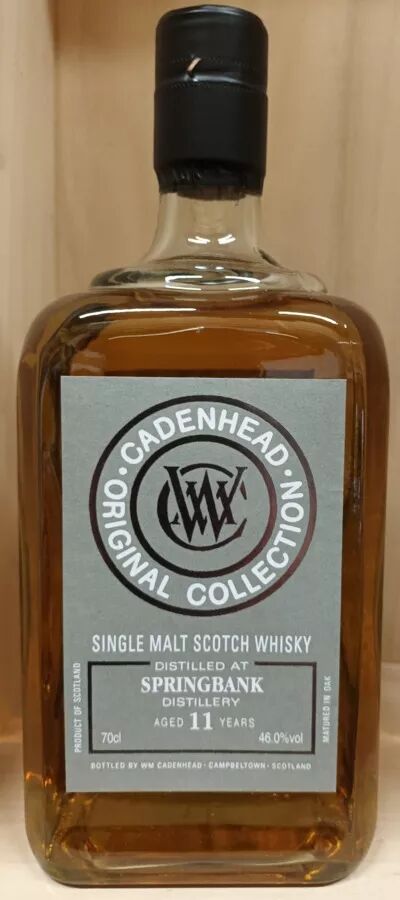 · CADENHEAD ·
ORIGINAL COLLECTION
WC
SINGLE MALT SCOTCH WHISKY
DISTILLED AT
SPRINGBANK
DISTILLERY
AGED 11 YEARS
70cl 46.0%vol
PRODUCT OF SCOTLAND
MATURED IN OAK
BOTTLED BY WM CADENHEAD · CAMPBELTOWN · SCOTLAND